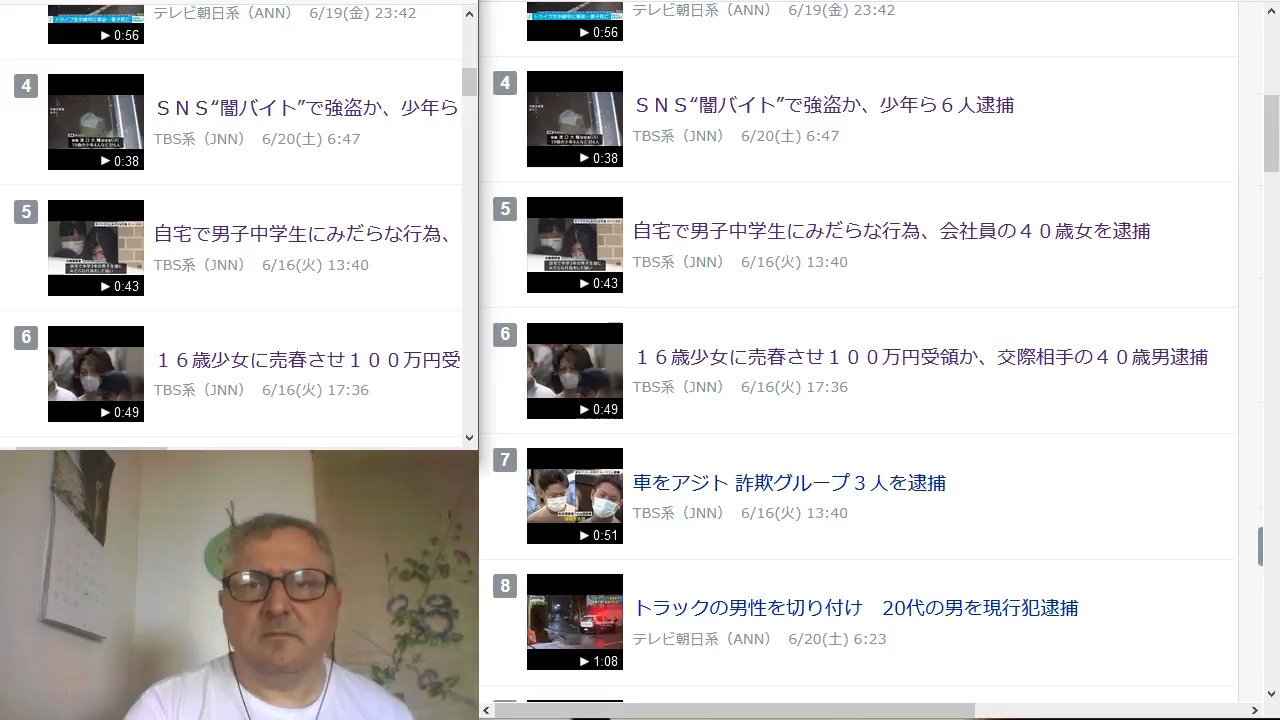 テレビ朝日系（ANN） 6/19(金) 23:42
0:56
4
ＳＮＳ“闇バイト”で強盗か、少年ら
TBS系（JNN） 6/20(土) 0:47
0:38
5
自宅で男子中学生にみだらな行為、
TBS系（JNN） 6/16(火) 13:40
0:43
6
１６歳少女に売春させ１００万円受
TBS系（JNN） 6/16(火) 17:36
0:49
テレビ朝日系（ANN） 6/19(金) 23:42
0:56
4
ＳＮＳ“闇バイト”で強盗か、少年ら６人逮捕
TBS系（JNN） 6/20(土) 0:47
0:38
5
自宅で男子中学生にみだらな行為、会社員の４０歳女を逮捕
TBS系（JNN） 6/16(火) 13:40
0:43
6
１６歳少女に売春させ１００万円受領か、交際相手の４０歳男逮捕
TBS系（JNN） 6/16(火) 17:36
0:49
7
車をアジト 詐欺グループ３人を逮捕
TBS系（JNN） 6/16(火) 13:40
0:51
8
トラックの男性を切り付け　20代の男を現行犯逮捕
テレビ朝日系（ANN） 6/20(土) 6:23
1:08